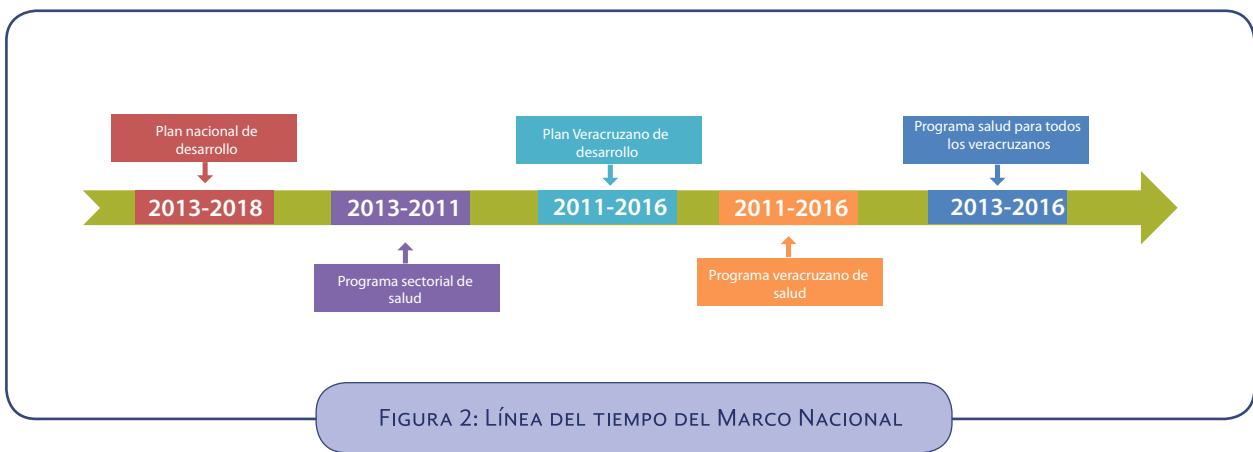 Plan nacional de
desarrollo
Plan Veracruzano de
desarrollo
Programa salud para todos
los veracruzanos
2013-2018
2013-2011
2011-2016
2011-2016
2013-2016
Programa sectorial de
salud
Programa veracruzano de
salud
Figura 2: Línea del tiempo del Marco Nacional